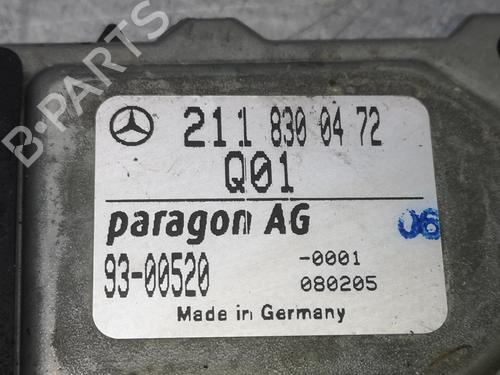 211 830 04 72
Q01
paragon AG
06
93-00520
-0001
080205
Made in Germany
B-PARTS